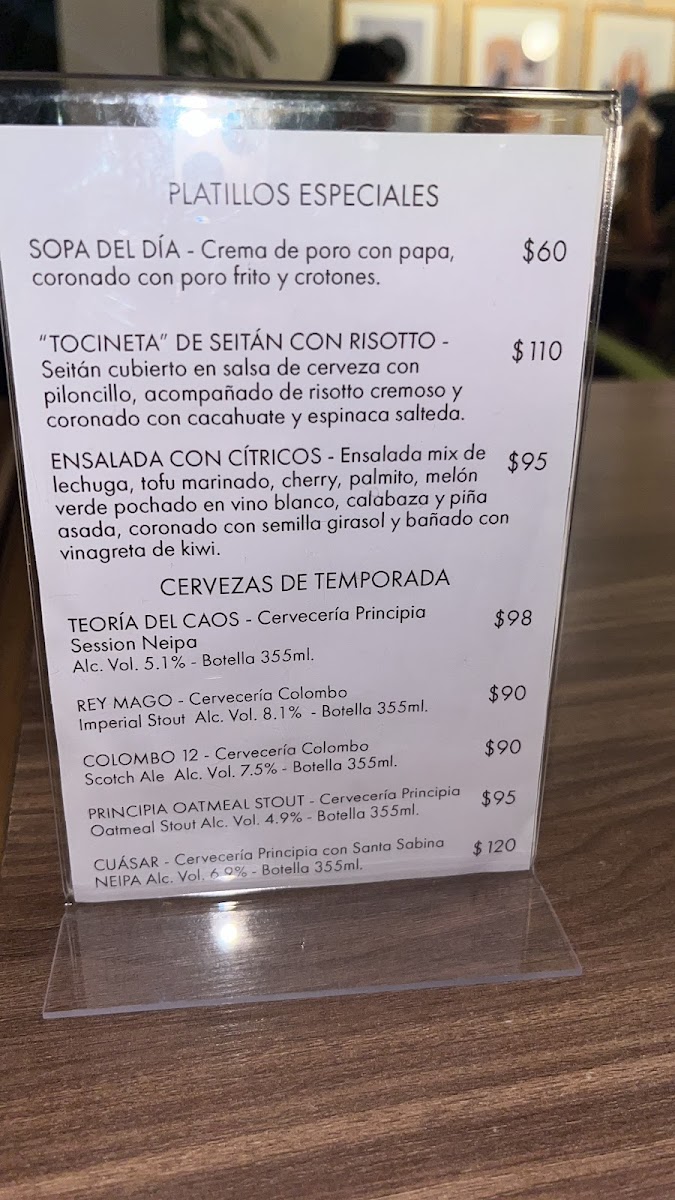 PLATILLOS ESPECIALES
SOPA DEL DÍA - Crema de poro con papa, $60
coronado con poro frito y crotones.
“TOCINETA” DE SEITÁN CON RISOTTO - $110
Seitán cubierto en salsa de cerveza con
piloncillo, acompañado de risotto cremoso y
coronado con cacahuate y espinaca salteda.
ENSALADA CON CÍTRICOS - Ensalada mix de $95
lechuga, tofu marinado, cherry, palmito, melón
verde pochado en vino blanco, calabaza y piña
asada, coronado con semilla girasol y bañado con
vinagreta de kiwi.
CERVEZAS DE TEMPORADA
TEORÍA DEL CAOS - Cervecería Principia $98
Session Neipa
Alc. Vol. 5.1% - Botella 355ml.
REY MAGO - Cervecería Colombo $90
Imperial Stout Alc. Vol. 8.1% - Botella 355ml.
COLOMBO 12 - Cervecería Colombo $90
Scotch Ale Alc. Vol. 7.5% - Botella 355ml.
PRINCIPIA OATMEAL STOUT - Cervecería Principia $95
Oatmeal Stout Alc. Vol. 4.9% - Botella 355ml.
CUÁSAR - Cervecería Principia con Santa Sabina $120
NEIPA Alc. Vol. 6.9% - Botella 355ml.